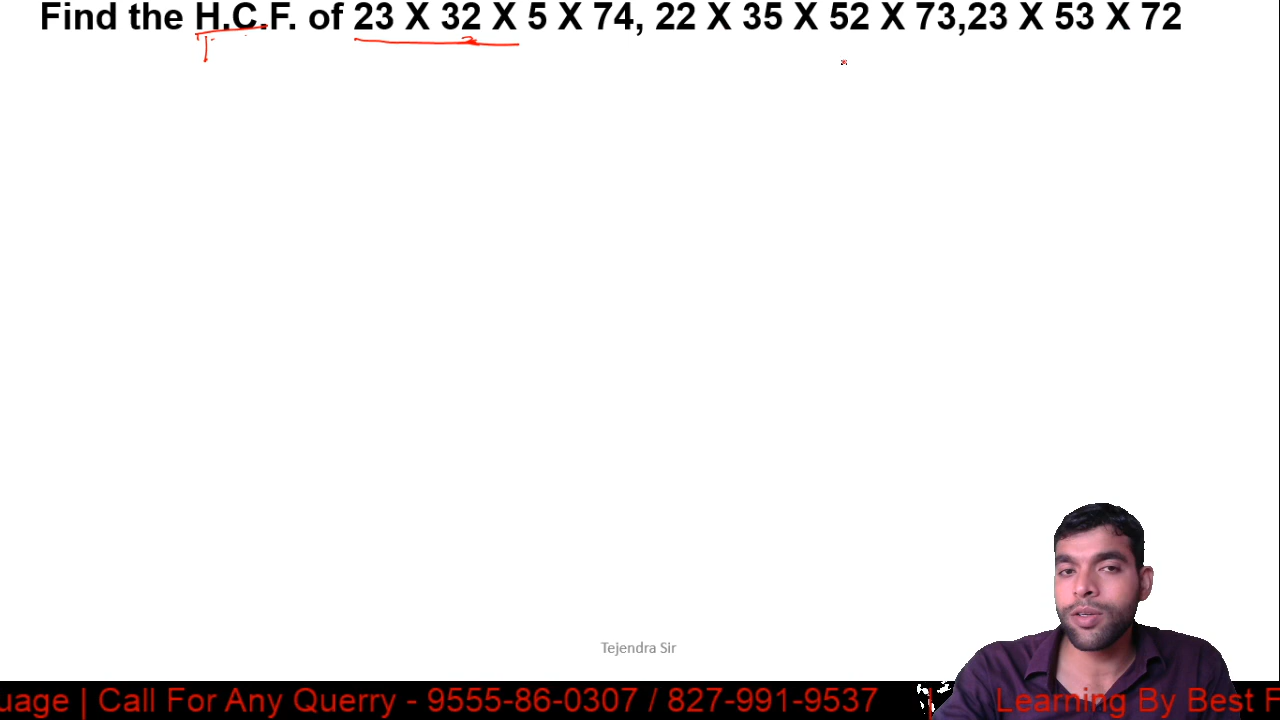 Find the H.C.F. of 23 X 32 X 5 X 74, 22 X 35 X 52 X 73,23 X 53 X 72
Tejendra Sir
uage | Call For Any Querry - 9555-86-0307 / 827-991-9537 | Learning By Best F